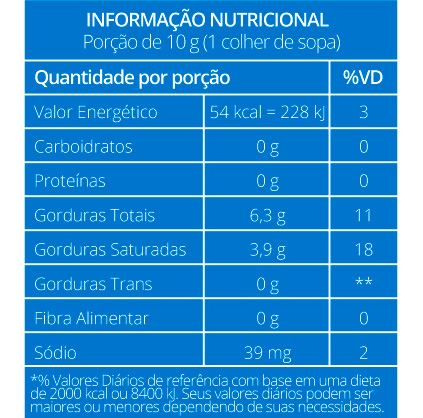 INFORMAÇÃO NUTRICIONAL
Porção de 10 g (1 colher de sopa)
Quantidade por porção %VD
Valor Energético 54 kcal = 228 kJ 3
Carboidratos 0 g 0
Proteínas 0 g 0
Gorduras Totais 6,3 g 11
Gorduras Saturadas 3,9 g 18
Gorduras Trans 0 g **
Fibra Alimentar 0 g 0
Sódio 39 mg 2
*% Valores Diários de referência com base em uma dieta
de 2000 kcal ou 8400 kJ. Seus valores diários podem ser
maiores ou menores dependendo de suas necessidades.